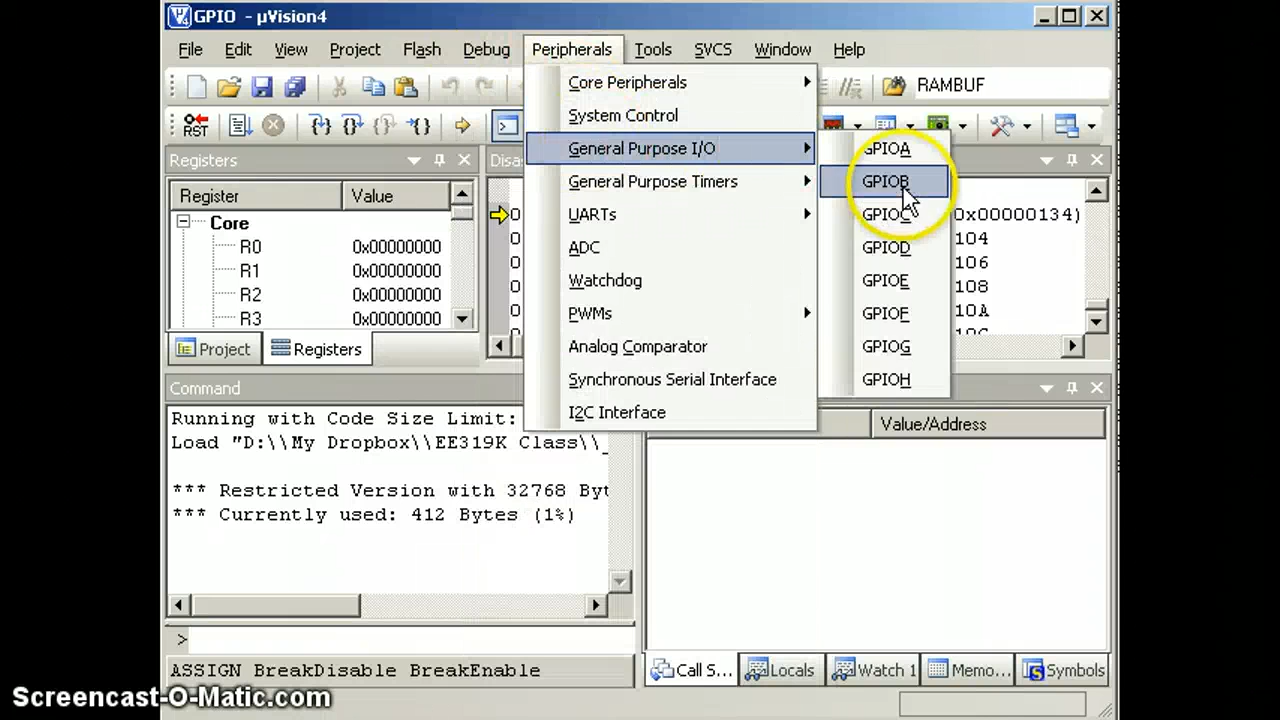 GPIO - µVision4
File Edit View Project Flash Debug Peripherals Tools SVCS Window Help
RAMBUF
RST
Core Peripherals
System Control
General Purpose I/O
General Purpose Timers
UARTs
ADC
Watchdog
PWMs
Analog Comparator
Synchronous Serial Interface
I2C Interface
GPIOA
GPIOB
GPIOC
GPIOD
GPIOE
GPIOF
GPIOG
GPIOH
Registers
Register Value
Core
R0 0x00000000
R1 0x00000000
R2 0x00000000
R3 0x00000000
Project Registers
Disa
0x00000134)
104
106
108
10A
Command
Running with Code Size Limit:
Load "D:\\My Dropbox\\EE319K Class\\_
*** Restricted Version with 32768 Byt
*** Currently used: 412 Bytes (1%)
>
ASSIGN BreakDisable BreakEnable
Value/Address
Call S... Locals Watch 1 Memo... Symbols
Screencast-O-Matic.com